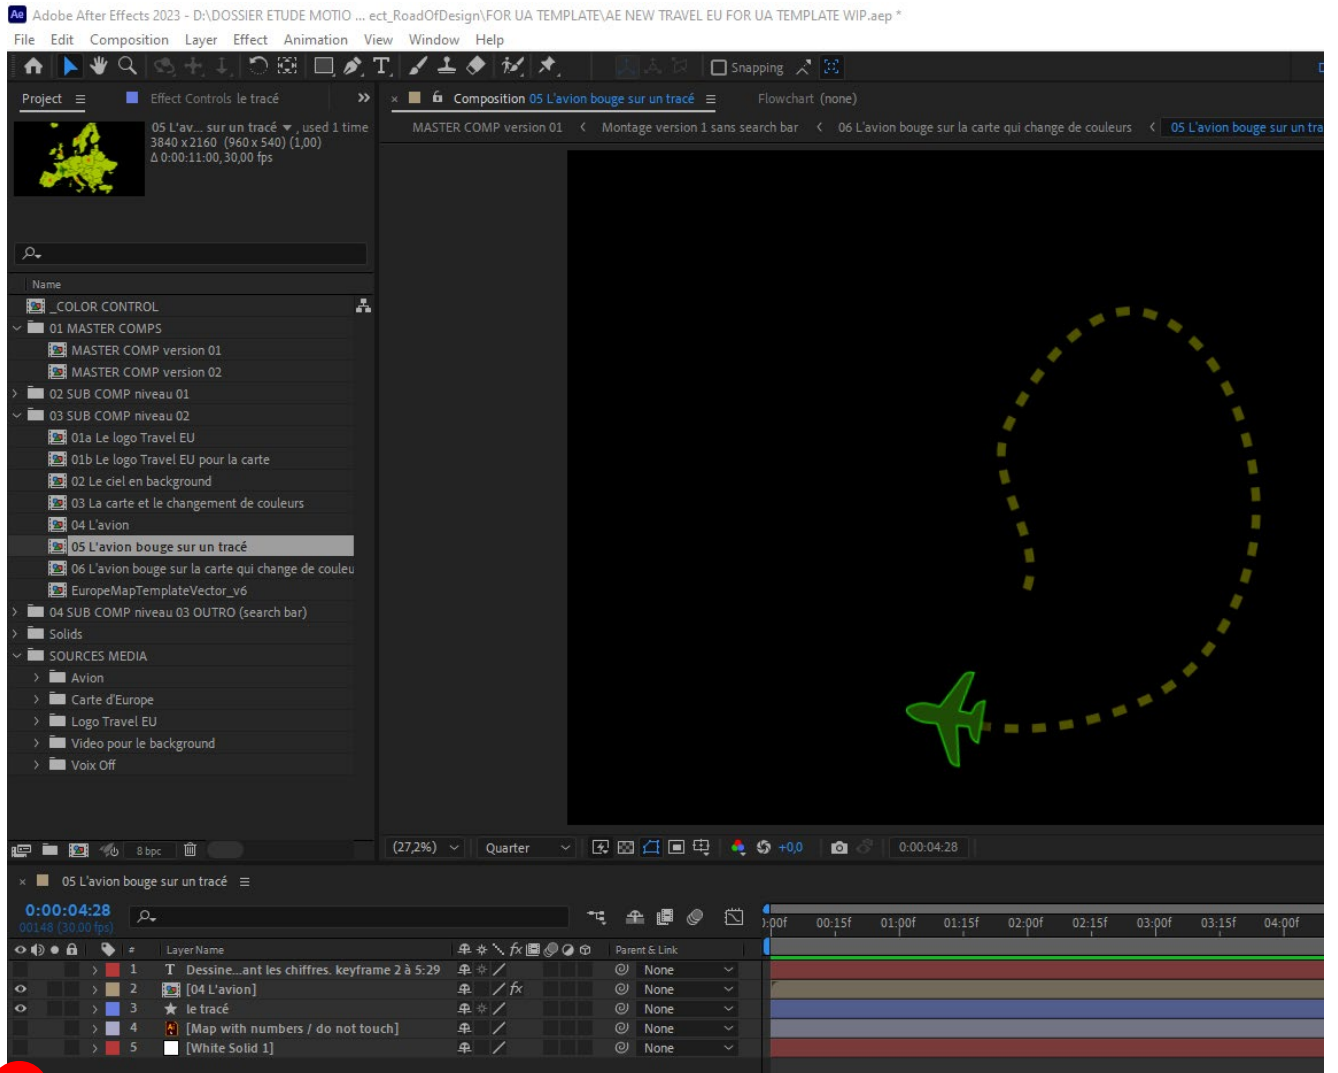 Ae Adobe After Effects 2023 - D:\DOSSIER ETUDE MOTIO ... ect_RoadOfDesign\FOR UA TEMPLATE\AE NEW TRAVEL EU FOR UA TEMPLATE WIP.aep *
File Edit Composition Layer Effect Animation View Window Help
T Snapping
Project Effect Controls le tracé » × Composition 05 L'avion bouge sur un tracé Flowchart (none)
05 L'av... sur un tracé , used 1 time
3840 x 2160 (960 x 540) (1,00)
Δ 0:00:11:00, 30,00 fps
MASTER COMP version 01 < Montage version 1 sans search bar < 06 L'avion bouge sur la carte qui change de couleurs < 05 L'avion bouge sur un tra
Name
_COLOR CONTROL
01 MASTER COMPS
MASTER COMP version 01
MASTER COMP version 02
02 SUB COMP niveau 01
03 SUB COMP niveau 02
01a Le logo Travel EU
01b Le logo Travel EU pour la carte
02 Le ciel en background
03 La carte et le changement de couleurs
04 L'avion
05 L'avion bouge sur un tracé
06 L'avion bouge sur la carte qui change de couleu
EuropeMapTemplateVector_v6
04 SUB COMP niveau 03 OUTRO (search bar)
Solids
SOURCES MEDIA
Avion
Carte d'Europe
Logo Travel EU
Video pour le background
Voix Off
8 bpc
(27,2%) Quarter +0,0 0:00:04:28
× 05 L'avion bouge sur un tracé
0:00:04:28
00148 (30.00 fps)
):00f 00:15f 01:00f 01:15f 02:00f 02:15f 03:00f 03:15f 04:00f
# Layer Name fx Parent & Link
1 T Dessine...ant les chiffres. keyframe 2 à 5:29 None
2 [04 L'avion] fx None
3 le tracé None
4 [Map with numbers / do not touch] None
5 [White Solid 1] None